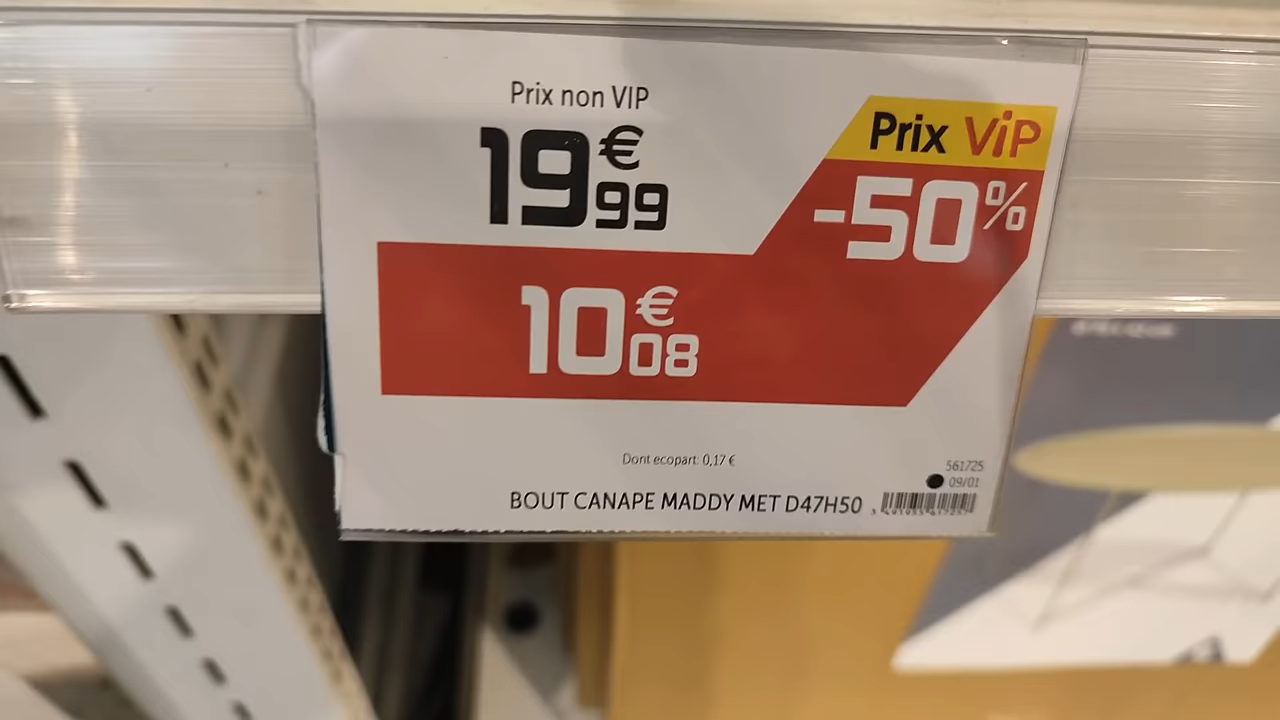 Prix non VIP
19€99
Prix ViP
-50%
10€08
Dont ecopart: 0,17 €
561725
09/01
BOUT CANAPE MADDY MET D47H50